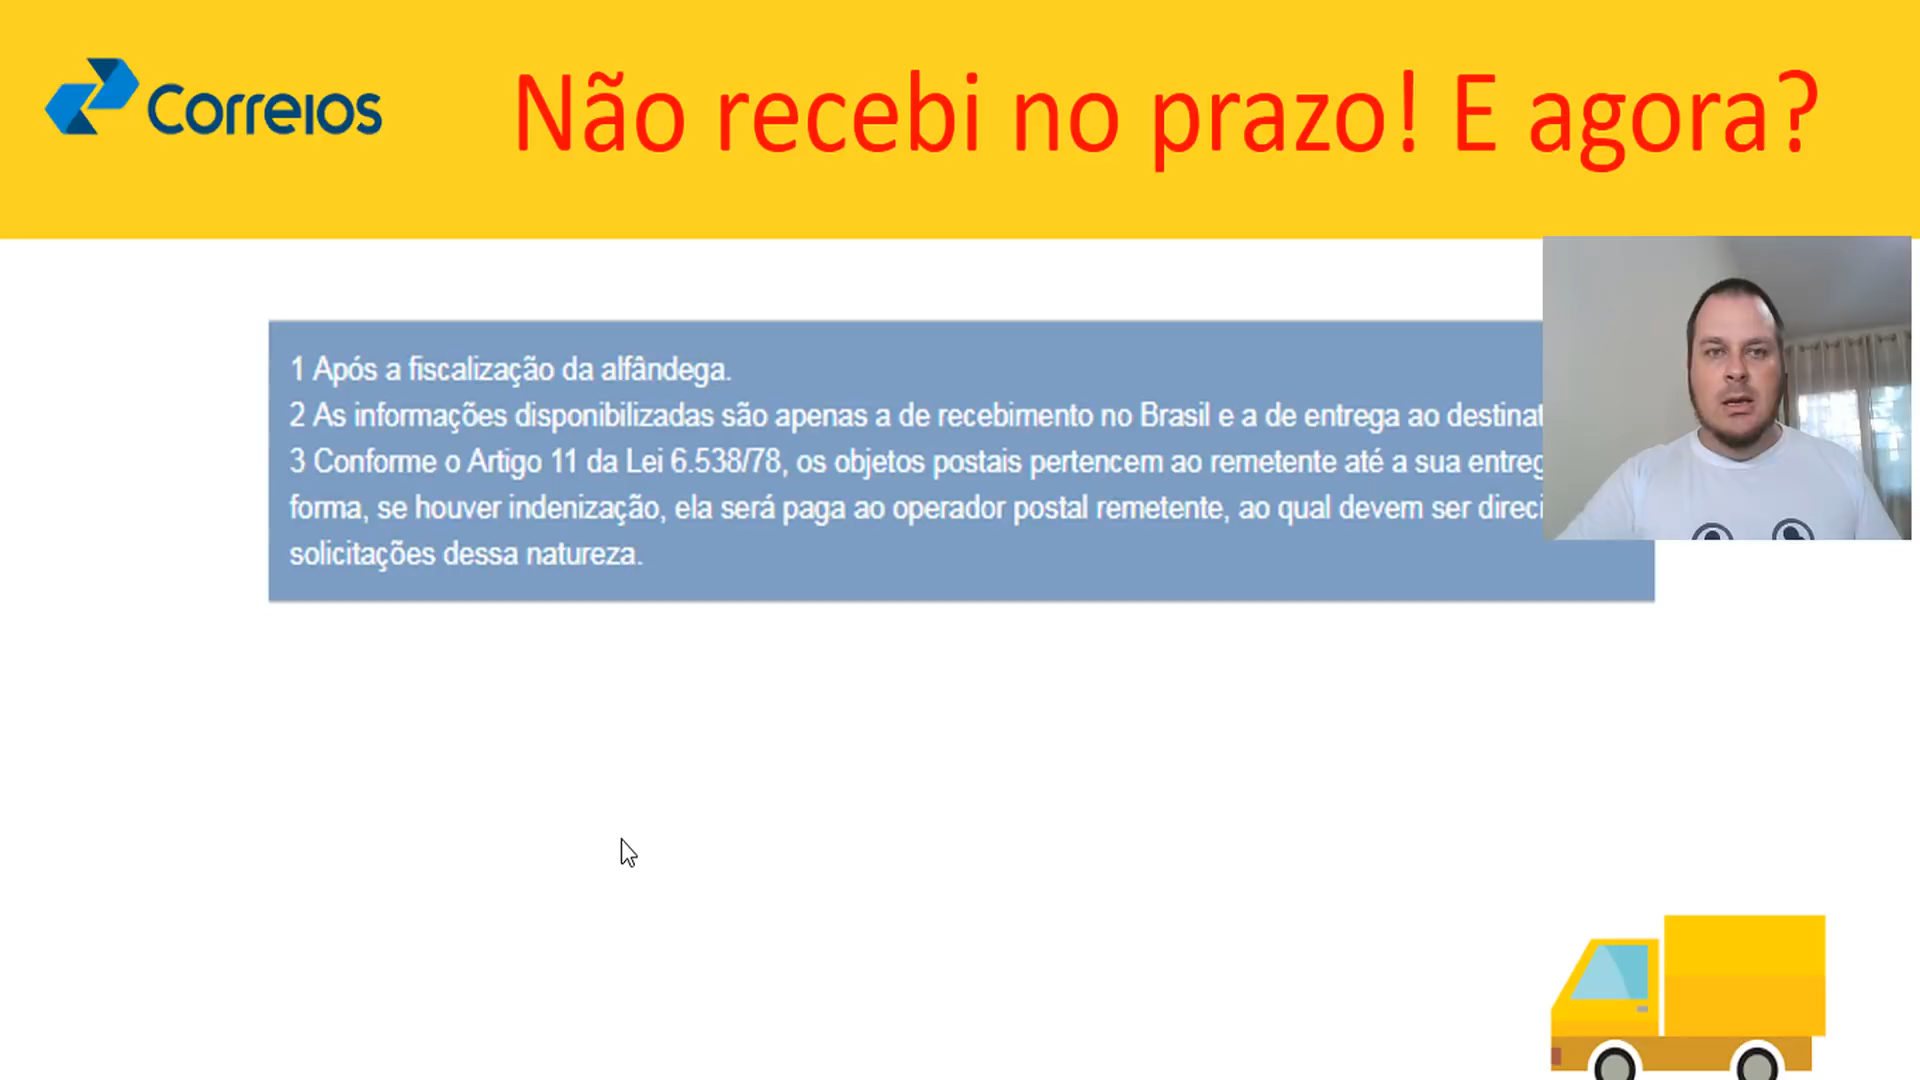 Correios
Não recebi no prazo! E agora?
1 Após a fiscalização da alfândega.
2 As informações disponibilizadas são apenas a de recebimento no Brasil e a de entrega ao
3 Conforme o Artigo 11 da Lei 6.538/78, os objetos postais pertencem ao remetente até a sua
forma, se houver indenização, ela será paga ao operador postal remetente, ao qual devem ser
solicitações dessa natureza.